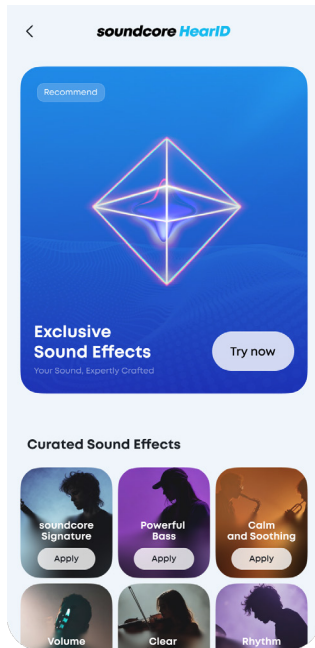 soundcore HearID
Recommend
Exclusive
Sound Effects
Your Sound, Expertly Crafted
Try now
Curated Sound Effects
soundcore
Signature
Apply
Powerful
Bass
Apply
Calm
and Soothing
Apply
Volume
Clear
Rhythm